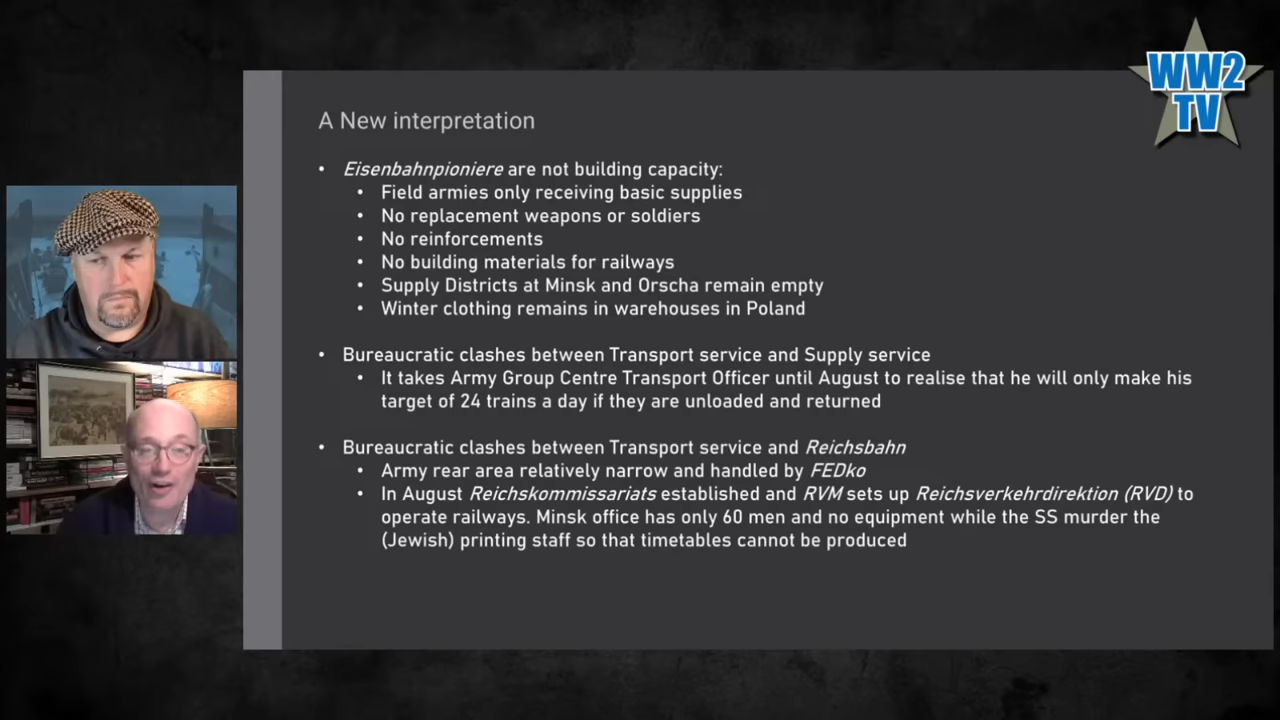 WW2
TV
A New interpretation
• Eisenbahnpioniere are not building capacity:
• Field armies only receiving basic supplies
• No replacement weapons or soldiers
• No reinforcements
• No building materials for railways
• Supply Districts at Minsk and Orscha remain empty
• Winter clothing remains in warehouses in Poland
• Bureaucratic clashes between Transport service and Supply service
• It takes Army Group Centre Transport Officer until August to realise that he will only make his
target of 24 trains a day if they are unloaded and returned
• Bureaucratic clashes between Transport service and Reichsbahn
• Army rear area relatively narrow and handled by FEDko
• In August Reichskommissariats established and RVM sets up Reichsverkehrdirektion (RVD) to
operate railways. Minsk office has only 60 men and no equipment while the SS murder the
(Jewish) printing staff so that timetables cannot be produced